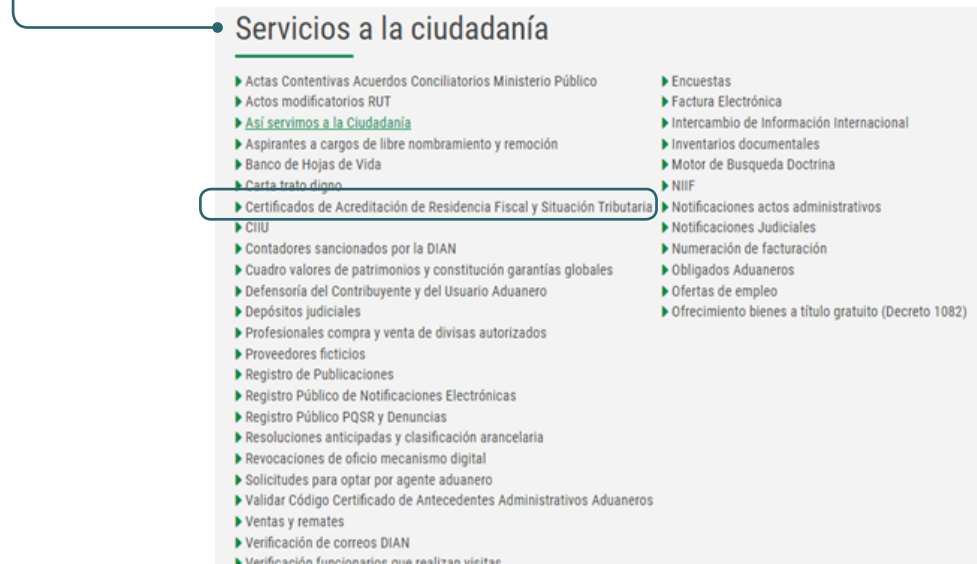 Servicios a la ciudadanía
Actas Contentivas Acuerdos Conciliatorios Ministerio Público
Actos modificatorios RUT
Así servimos a la Ciudadanía
Aspirantes a cargos de libre nombramiento y remoción
Banco de Hojas de Vida
Carta trato digno
Certificados de Acreditación de Residencia Fiscal y Situación Tributaria
CIIU
Contadores sancionados por la DIAN
Cuadro valores de patrimonios y constitución garantías globales
Defensoría del Contribuyente y del Usuario Aduanero
Depósitos judiciales
Profesionales compra y venta de divisas autorizados
Proveedores ficticios
Registro de Publicaciones
Registro Público de Notificaciones Electrónicas
Registro Público PQSR y Denuncias
Resoluciones anticipadas y clasificación arancelaria
Revocaciones de oficio mecanismo digital
Solicitudes para optar por agente aduanero
Validar Código Certificado de Antecedentes Administrativos Aduaneros
Ventas y remates
Verificación de correos DIAN
Verificación funcionarios que realizan visitas
Encuestas
Factura Electrónica
Intercambio de Información Internacional
Inventarios documentales
Motor de Busqueda Doctrina
NIIF
Notificaciones actos administrativos
Notificaciones Judiciales
Numeración de facturación
Obligados Aduaneros
Ofertas de empleo
Ofrecimiento bienes a título gratuito (Decreto 1082)